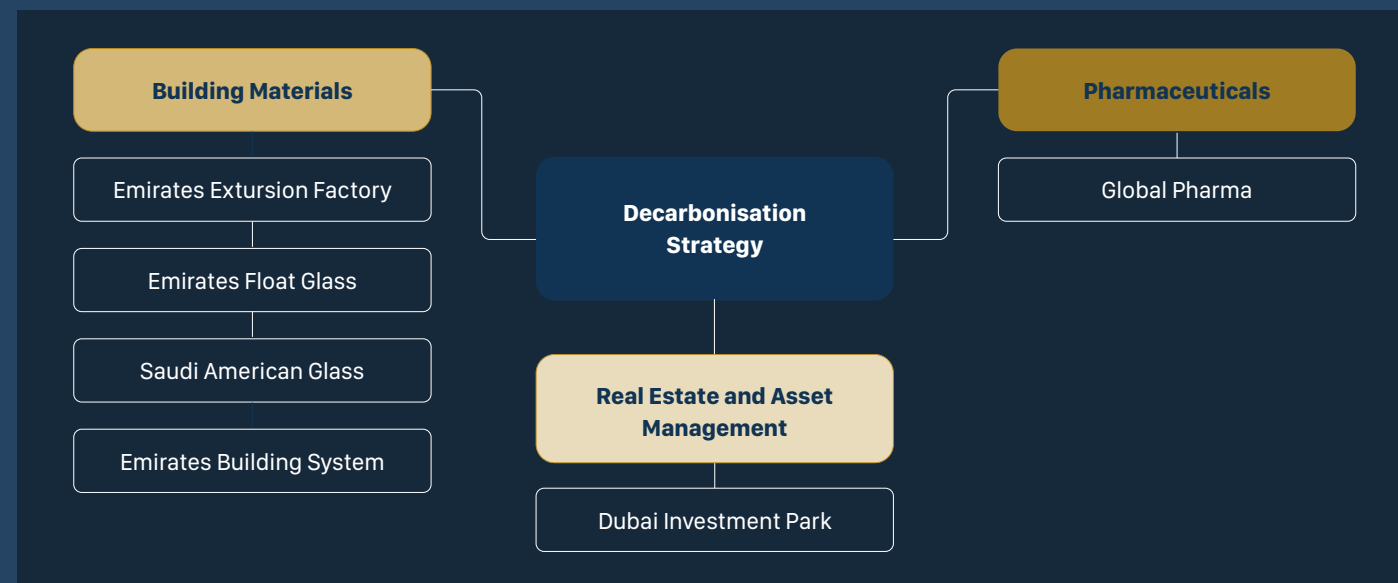 Building Materials
Emirates Extursion Factory
Emirates Float Glass
Saudi American Glass
Emirates Building System
Decarbonisation
Strategy
Real Estate and Asset
Management
Dubai Investment Park
Pharmaceuticals
Global Pharma